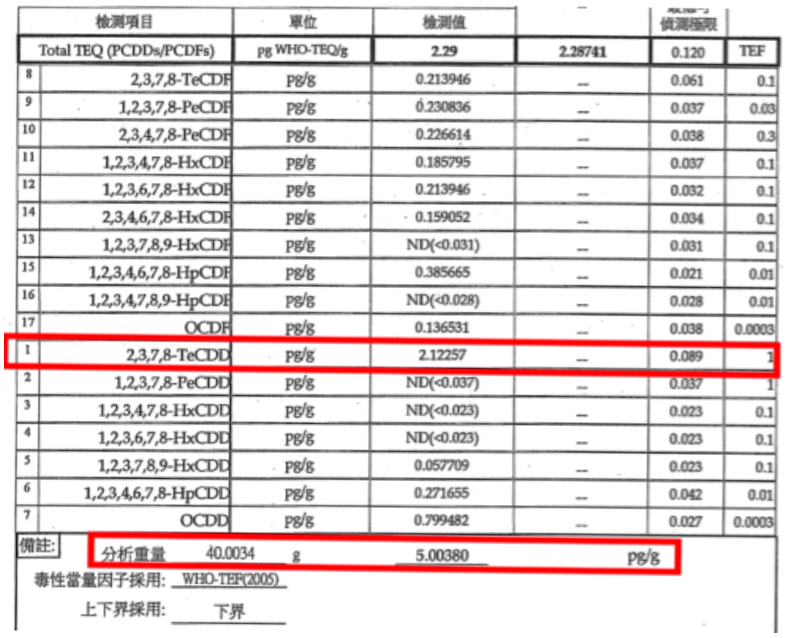 檢測項目 單位 檢測值 偵測極限
Total TEQ (PCDDs/PCDFs) pg WHO-TEQ/g 2.29 2.28741 0.120 TEF
8 2,3,7,8-TeCDF pg/g 0.213946 -- 0.061 0.1
9 1,2,3,7,8-PeCDF pg/g 0.230836 -- 0.037 0.03
10 2,3,4,7,8-PeCDF pg/g 0.226614 -- 0.038 0.3
11 1,2,3,4,7,8-HxCDF pg/g 0.185795 -- 0.037 0.1
12 1,2,3,6,7,8-HxCDF pg/g 0.213946 -- 0.032 0.1
14 2,3,4,6,7,8-HxCDF pg/g 0.159052 -- 0.034 0.1
13 1,2,3,7,8,9-HxCDF pg/g ND(<0.031) -- 0.031 0.1
15 1,2,3,4,6,7,8-HpCDF pg/g 0.385665 -- 0.021 0.01
16 1,2,3,4,7,8,9-HpCDF pg/g ND(<0.028) -- 0.028 0.01
17 OCDF pg/g 0.136531 -- 0.038 0.0003
1 2,3,7,8-TeCDD pg/g 2.12257 -- 0.089 1
2 1,2,3,7,8-PeCDD pg/g ND(<0.037) -- 0.037 1
3 1,2,3,4,7,8-HxCDD pg/g ND(<0.023) -- 0.023 0.1
4 1,2,3,6,7,8-HxCDD pg/g ND(<0.023) -- 0.023 0.1
5 1,2,3,7,8,9-HxCDD pg/g 0.057709 -- 0.023 0.1
6 1,2,3,4,6,7,8-HpCDD pg/g 0.271655 -- 0.042 0.01
7 OCDD pg/g 0.799482 -- 0.027 0.0003
備註: 分析重量 40.0034 g 5.00380 pg/g
毒性當量因子採用: WHO-TEF(2005)
上下界採用: 下界